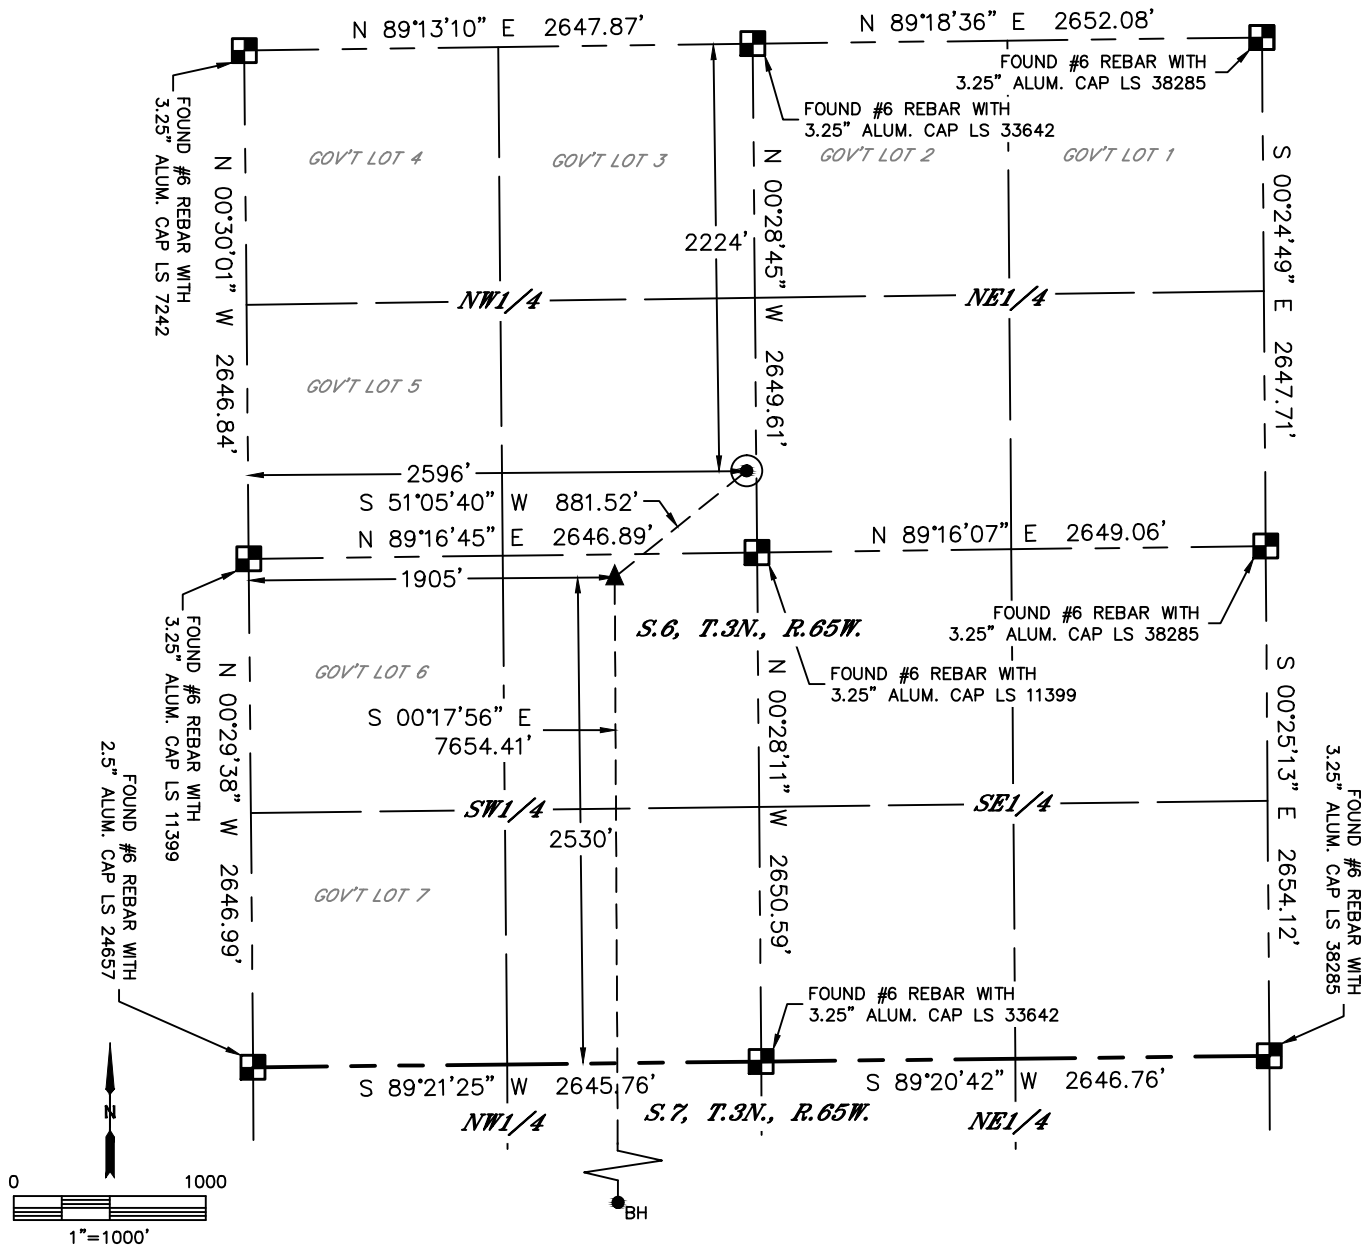 N 89°13'10" E 2647.87'
N 89°18'36" E 2652.08'
FOUND #6 REBAR WITH
3.25" ALUM. CAP LS 38285
FOUND #6 REBAR WITH
3.25" ALUM. CAP LS 33642
FOUND #6 REBAR WITH
3.25" ALUM. CAP LS 7242
GOV'T LOT 4
GOV'T LOT 3
GOV'T LOT 2
GOV'T LOT 1
N 00°30'01" W 2646.84'
N 00°28'45" W 2649.61'
S 00°24'49" E 2647.71'
2224'
NW1/4
NE1/4
GOV'T LOT 5
2596'
S 51°05'40" W 881.52'
N 89°16'45" E 2646.89'
N 89°16'07" E 2649.06'
1905'
FOUND #6 REBAR WITH
3.25" ALUM. CAP LS 38285
S.6, T.3N., R.65W.
FOUND #6 REBAR WITH
3.25" ALUM. CAP LS 11399
FOUND #6 REBAR WITH
3.25" ALUM. CAP LS 11399
GOV'T LOT 6
N 00°29'38" W 2646.99'
N 00°28'11" W 2650.59'
S 00°25'13" E 2654.12'
S 00°17'56" E
7654.41'
FOUND #6 REBAR WITH
2.5" ALUM. CAP LS 24657
FOUND #6 REBAR WITH
3.25" ALUM. CAP LS 38285
SW1/4
SE1/4
2530'
GOV'T LOT 7
FOUND #6 REBAR WITH
3.25" ALUM. CAP LS 33642
S 89°21'25" W 2645.76'
S 89°20'42" W 2646.76'
N
NW1/4
S.7, T.3N., R.65W.
NE1/4
0 1000
1"=1000'
BH